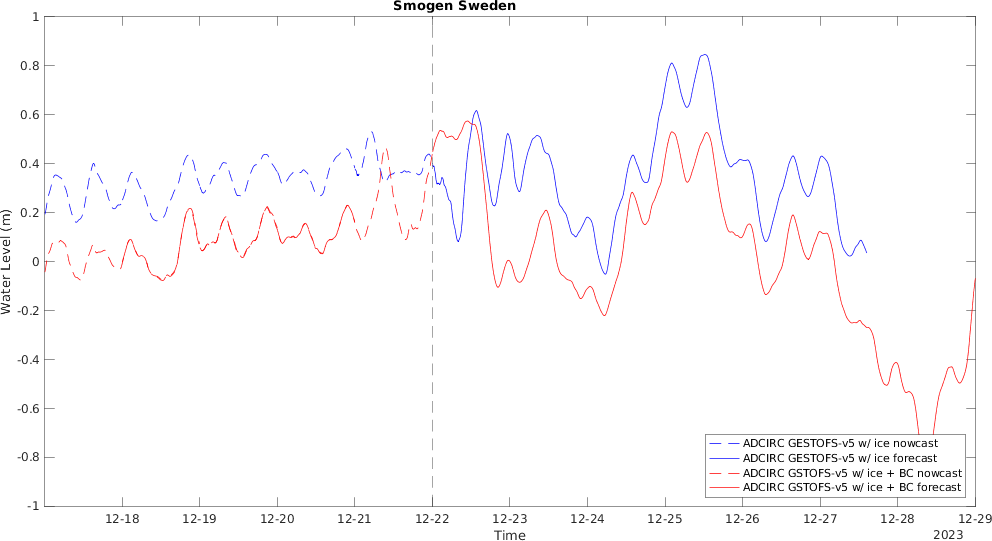 Smogen Sweden
1
0.8
0.6
0.4
0.2
0
-0.2
-0.4
-0.6
-0.8
-1
Water Level (m)
ADCIRC GESTOFS-v5 w/ ice nowcast
ADCIRC GESTOFS-v5 w/ ice forecast
ADCIRC GSTOFS-v5 w/ ice + BC nowcast
ADCIRC GSTOFS-v5 w/ ice + BC forecast
12-18 12-19 12-20 12-21 12-22 12-23 12-24 12-25 12-26 12-27 12-28 12-29
Time
2023